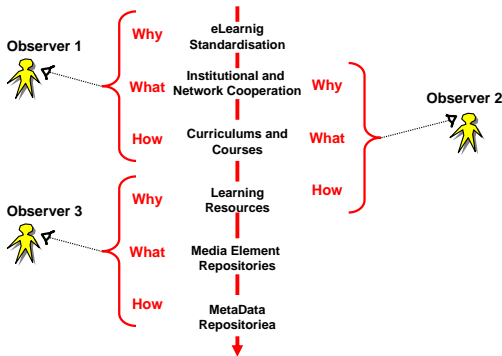 Observer 1
Why
What
How
eLearnig
Standardisation
Institutional and
Network Cooperation
Curriculums and
Courses
Learning
Resources
Media Element
Repositories
MetaData
Repositoriea
Why
What
How
Observer 2
Observer 3
Why
What
How